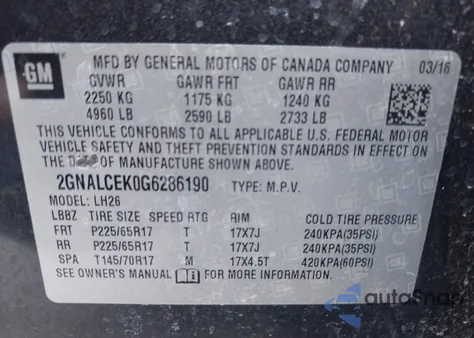 GM
MFD BY GENERAL MOTORS OF CANADA COMPANY 03/16
GVWR GAWR FRT GAWR RR
2250 KG 1175 KG 1240 KG
4960 LB 2590 LB 2733 LB
THIS VEHICLE CONFORMS TO ALL APPLICABLE U.S. FEDERAL MOTOR
VEHICLE SAFETY AND THEFT PREVENTION STANDARDS IN EFFECT ON
THE DATE OF MANUFACTURE SHOWN ABOVE.
2GNALCEK0G6286190 TYPE: M.P.V.
MODEL: LH26
LBBZ TIRE SIZE SPEED RTG RIM COLD TIRE PRESSURE
FRT P225/65R17 T 17X7J 240KPA(35PSI)
RR P225/65R17 T 17X7J 240KPA(35PSI)
SPA T145/70R17 M 17X4.5T 420KPA(60PSI)
SEE OWNER'S MANUAL FOR MORE INFORMATION
autoSnap